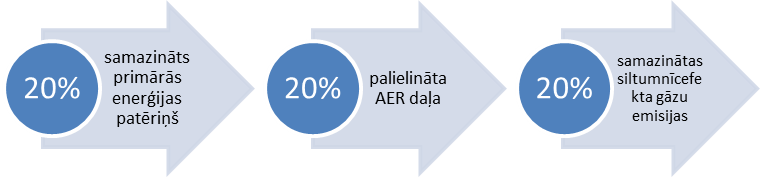 20%
samazināts
primārās
enerģijas
patēriņš
20%
palielināta
AER daļa
20%
samazinātas
siltumnīcefe
kta gāzu
emisijas